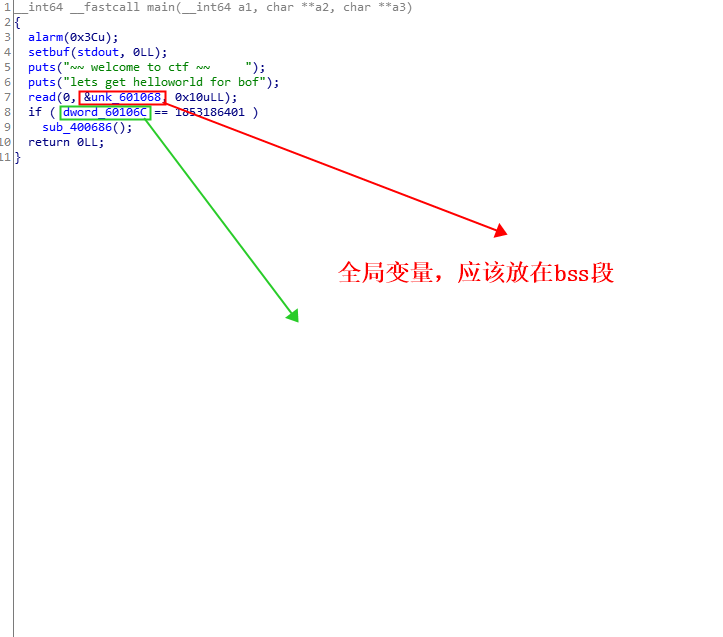 1 __int64 __fastcall main(__int64 a1, char **a2, char **a3)
2 {
3 alarm(0x3Cu);
4 setbuf(stdout, 0LL);
5 puts("~~ welcome to ctf ~~     ");
6 puts("lets get helloworld for bof");
7 read(0, &unk_601068, 0x10uLL);
8 if ( dword_60106C == 1853186401 )
9 sub_400686();
10 return 0LL;
11 }
全局变量，应该放在bss段